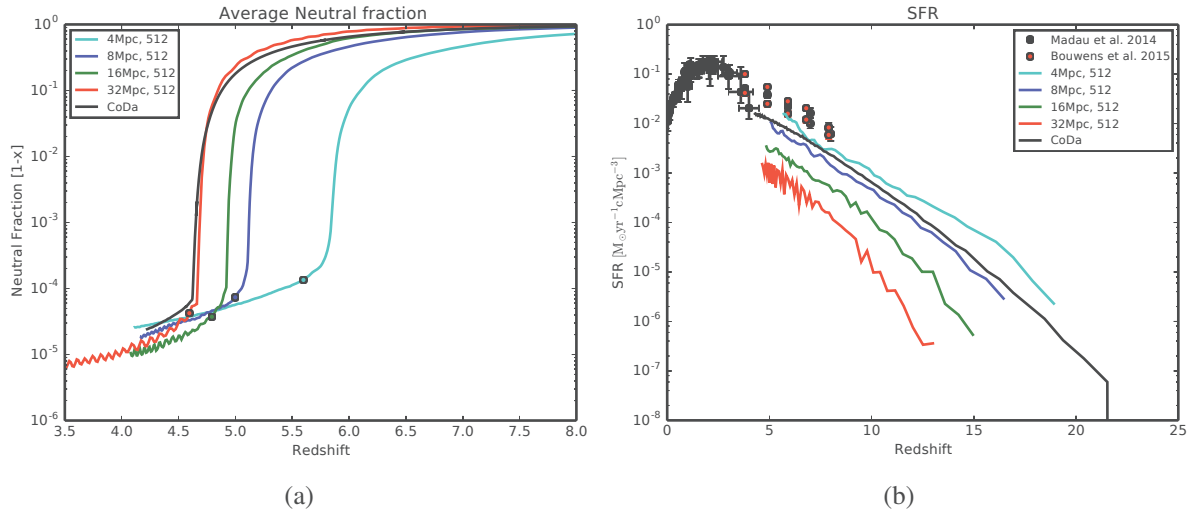 Average Neutral fraction
10^0
10^-1
10^-2
10^-3
10^-4
10^-5
10^-6
Neutral Fraction [1-x]
4Mpc, 512
8Mpc, 512
16Mpc, 512
32Mpc, 512
CoDa
3.5 4.0 4.5 5.0 5.5 6.0 6.5 7.0 7.5 8.0
Redshift
(a)
SFR
10^0
10^-1
10^-2
10^-3
10^-4
10^-5
10^-6
10^-7
10^-8
SFR [M⊙yr^-1cMpc^-3]
Madau et al. 2014
Bouwens et al. 2015
4Mpc, 512
8Mpc, 512
16Mpc, 512
32Mpc, 512
CoDa
0 5 10 15 20 25
Redshift
(b)